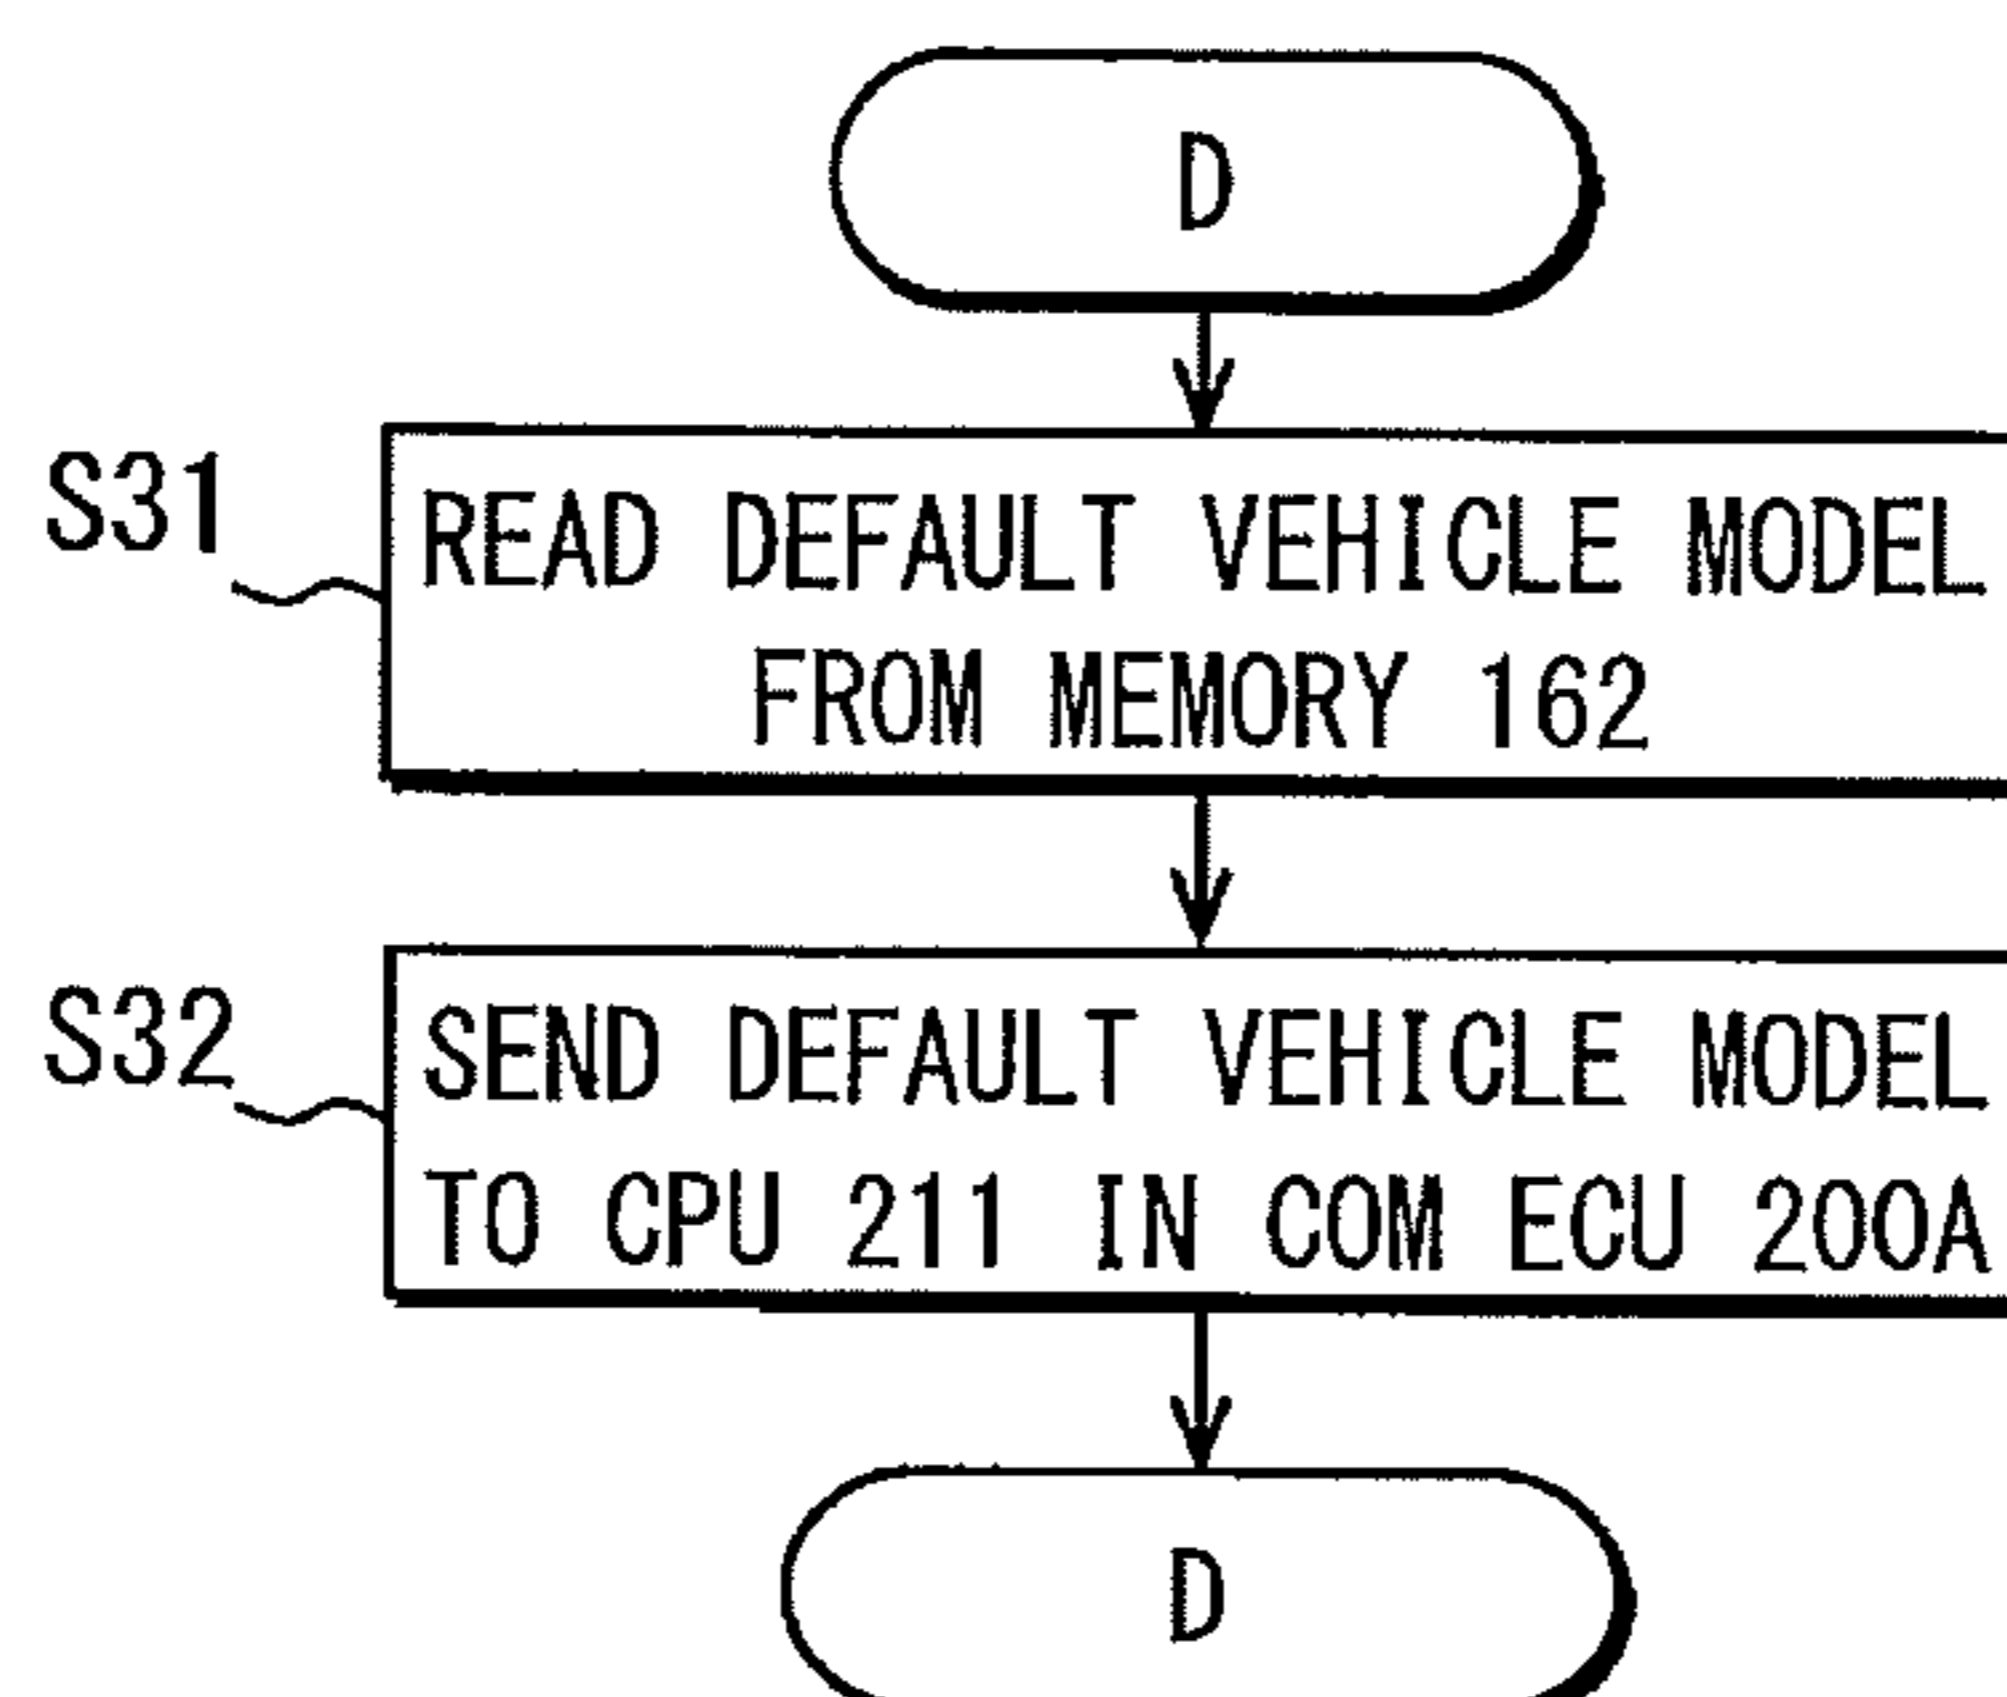 D
S31
READ DEFAULT VEHICLE MODEL
FROM MEMORY 162
S32
SEND DEFAULT VEHICLE MODEL
TO CPU 211 IN COM ECU 200A
D